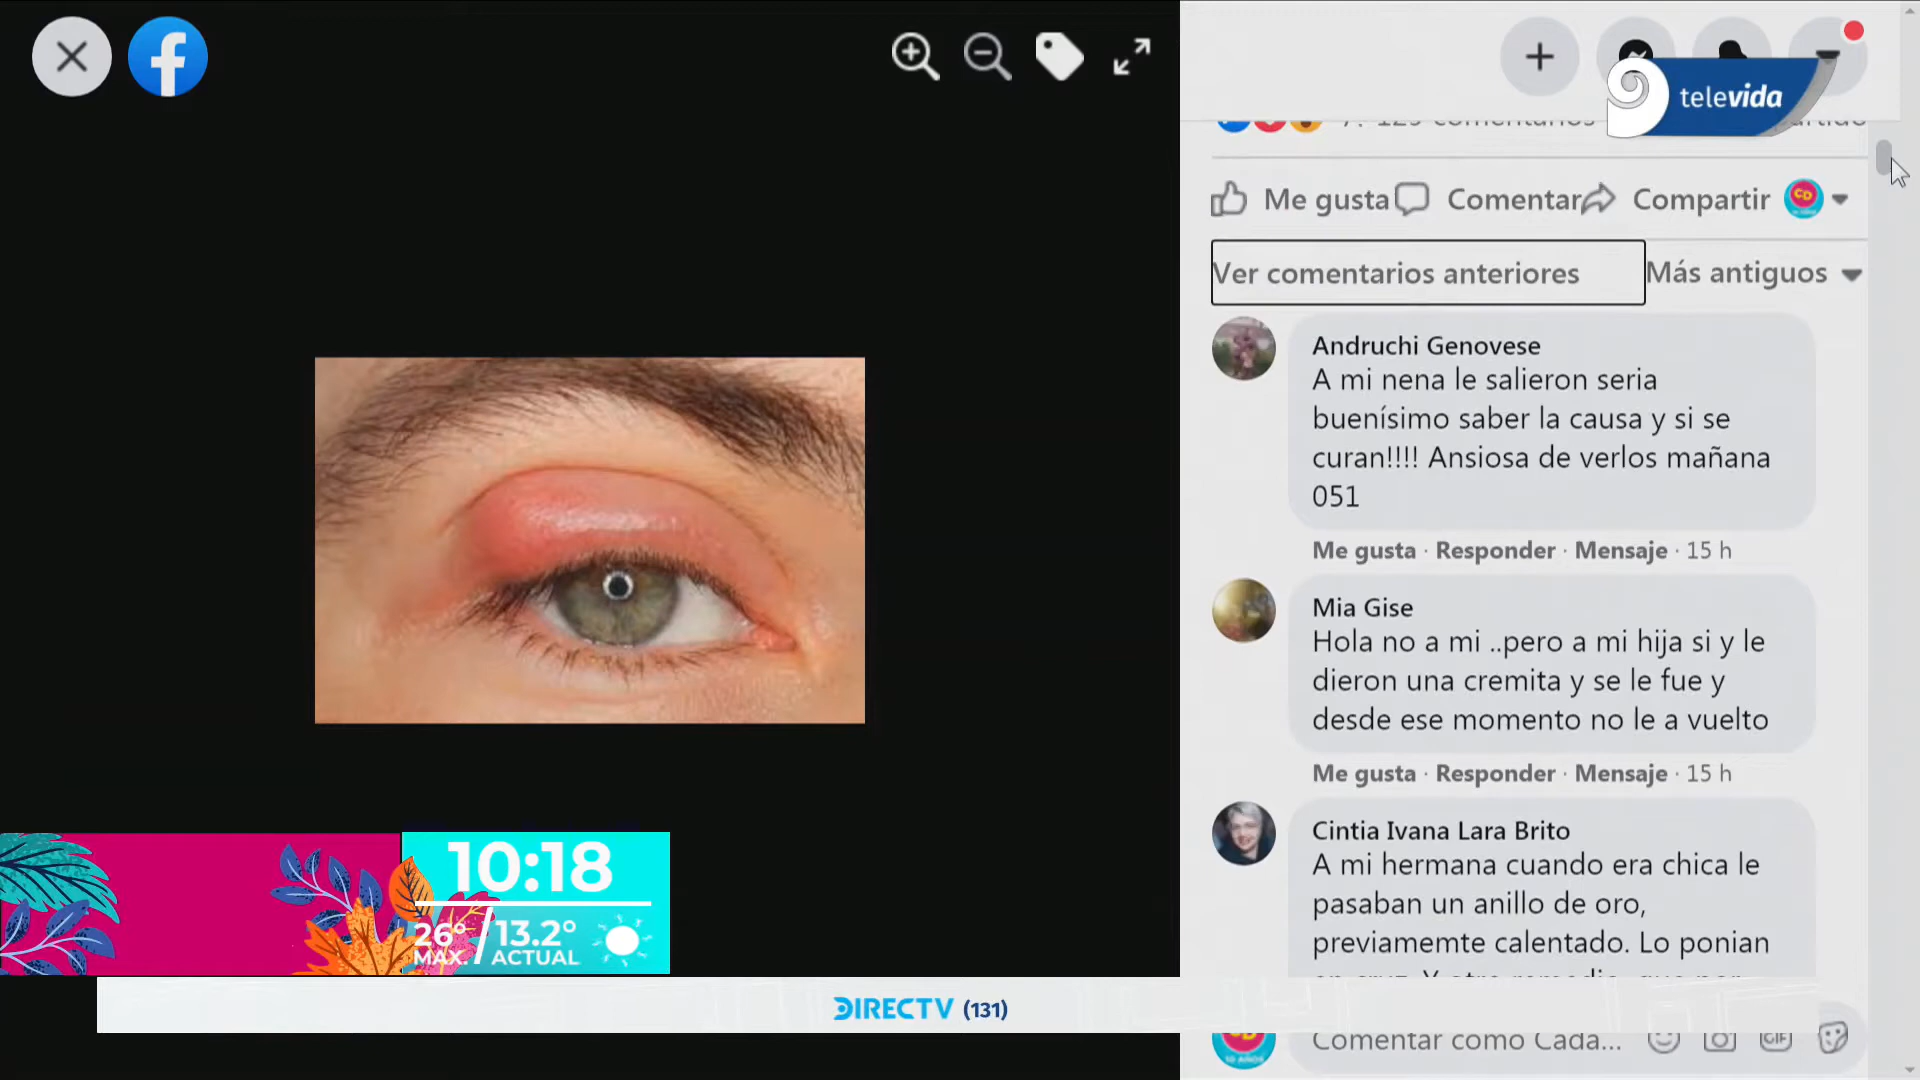 televida
129 comentarios
Me gusta Comentar Compartir
Ver comentarios anteriores Más antiguos
Andruchi Genovese
A mi nena le salieron seria
buenísimo saber la causa y si se
curan!!!! Ansiosa de verlos mañana
051
Me gusta · Responder · Mensaje · 15 h
Mia Gise
Hola no a mi ..pero a mi hija si y le
dieron una cremita y se le fue y
desde ese momento no le a vuelto
Me gusta · Responder · Mensaje · 15 h
Cintia Ivana Lara Brito
A mi hermana cuando era chica le
pasaban un anillo de oro,
previamemte calentado. Lo ponian
10:18
26° / 13.2°
MAX. ACTUAL
DIRECTV (131)
Comentar como Cada...
GIF